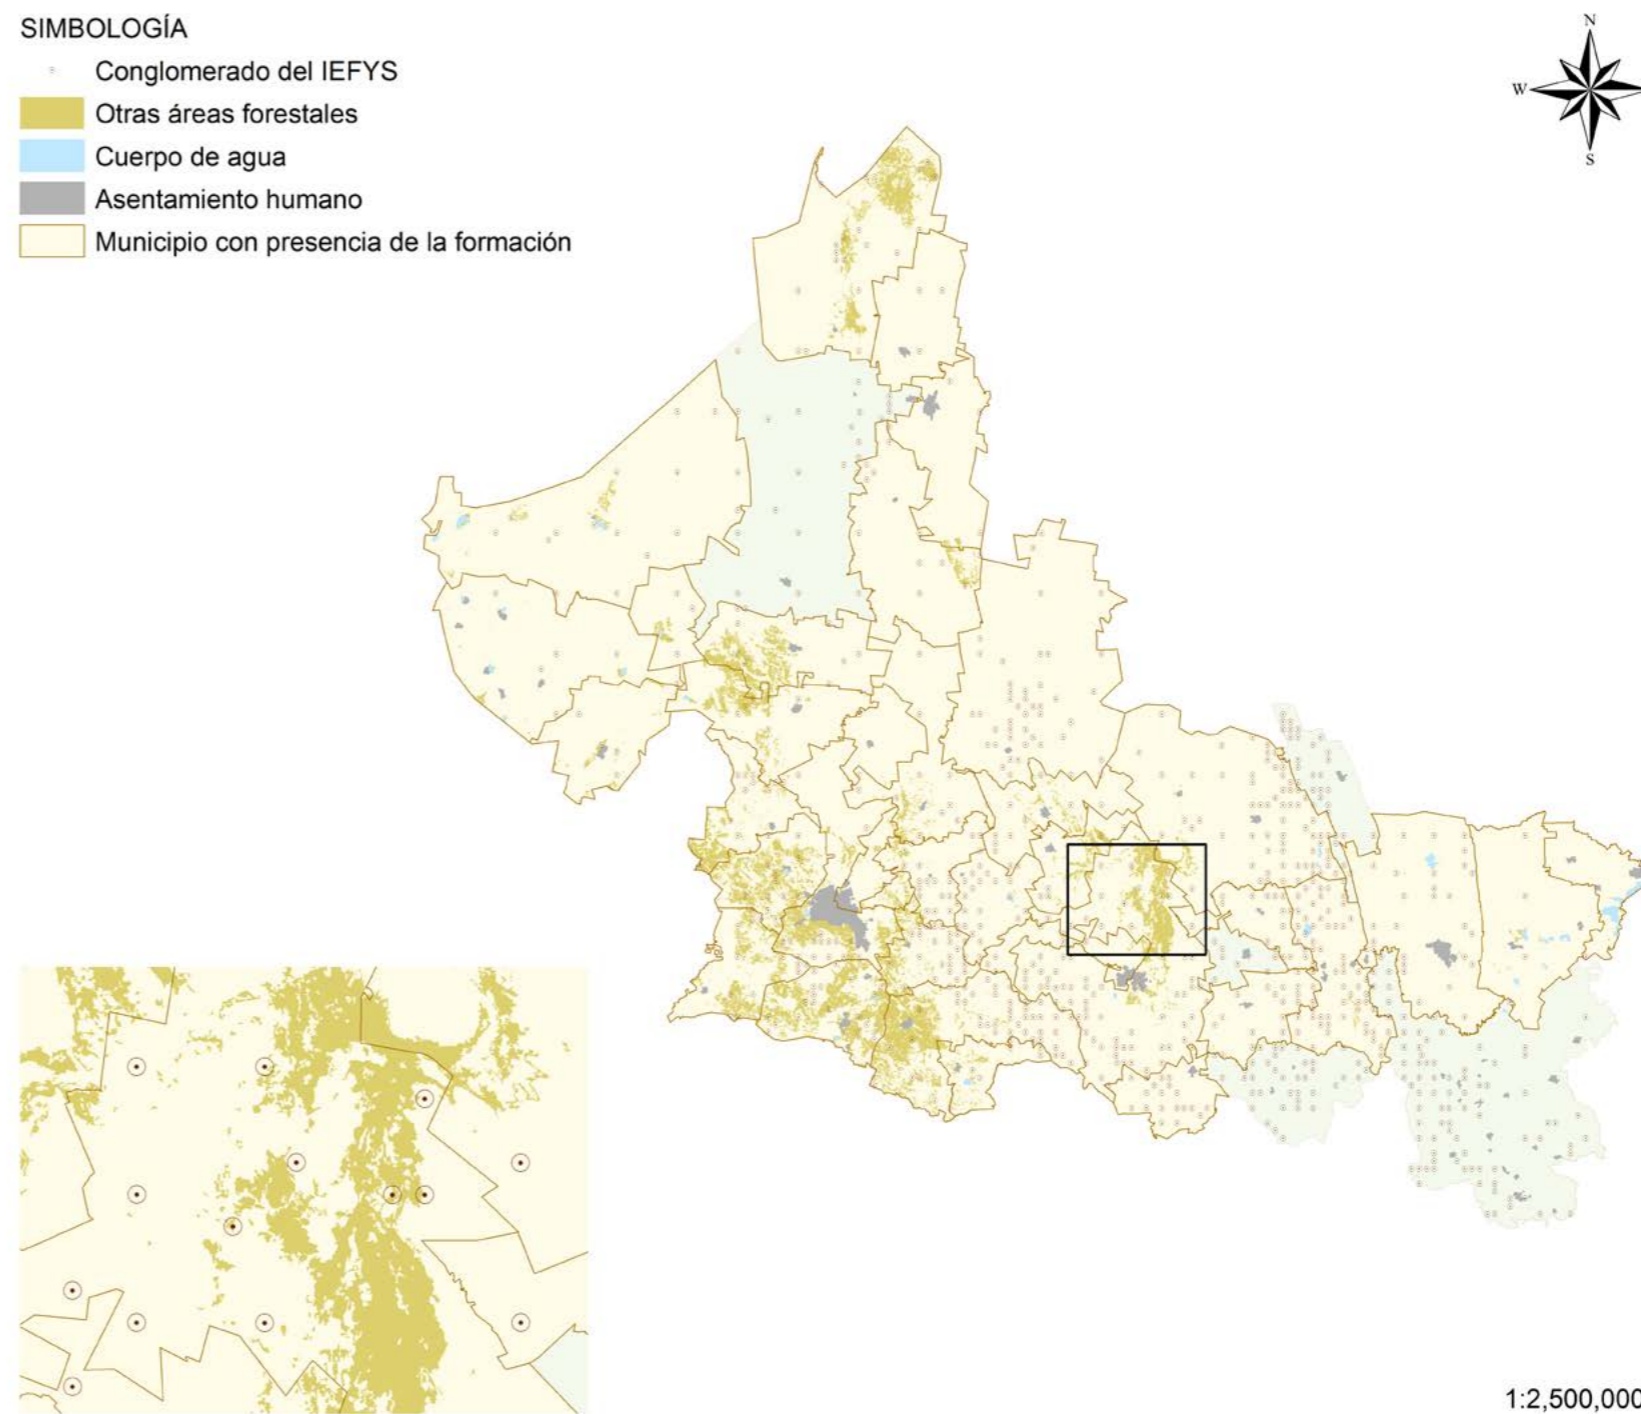 SIMBOLOGÍA
Conglomerado del IEFYS
Otras áreas forestales
Cuerpo de agua
Asentamiento humano
Municipio con presencia de la formación
N
W
S
1:2,500,000